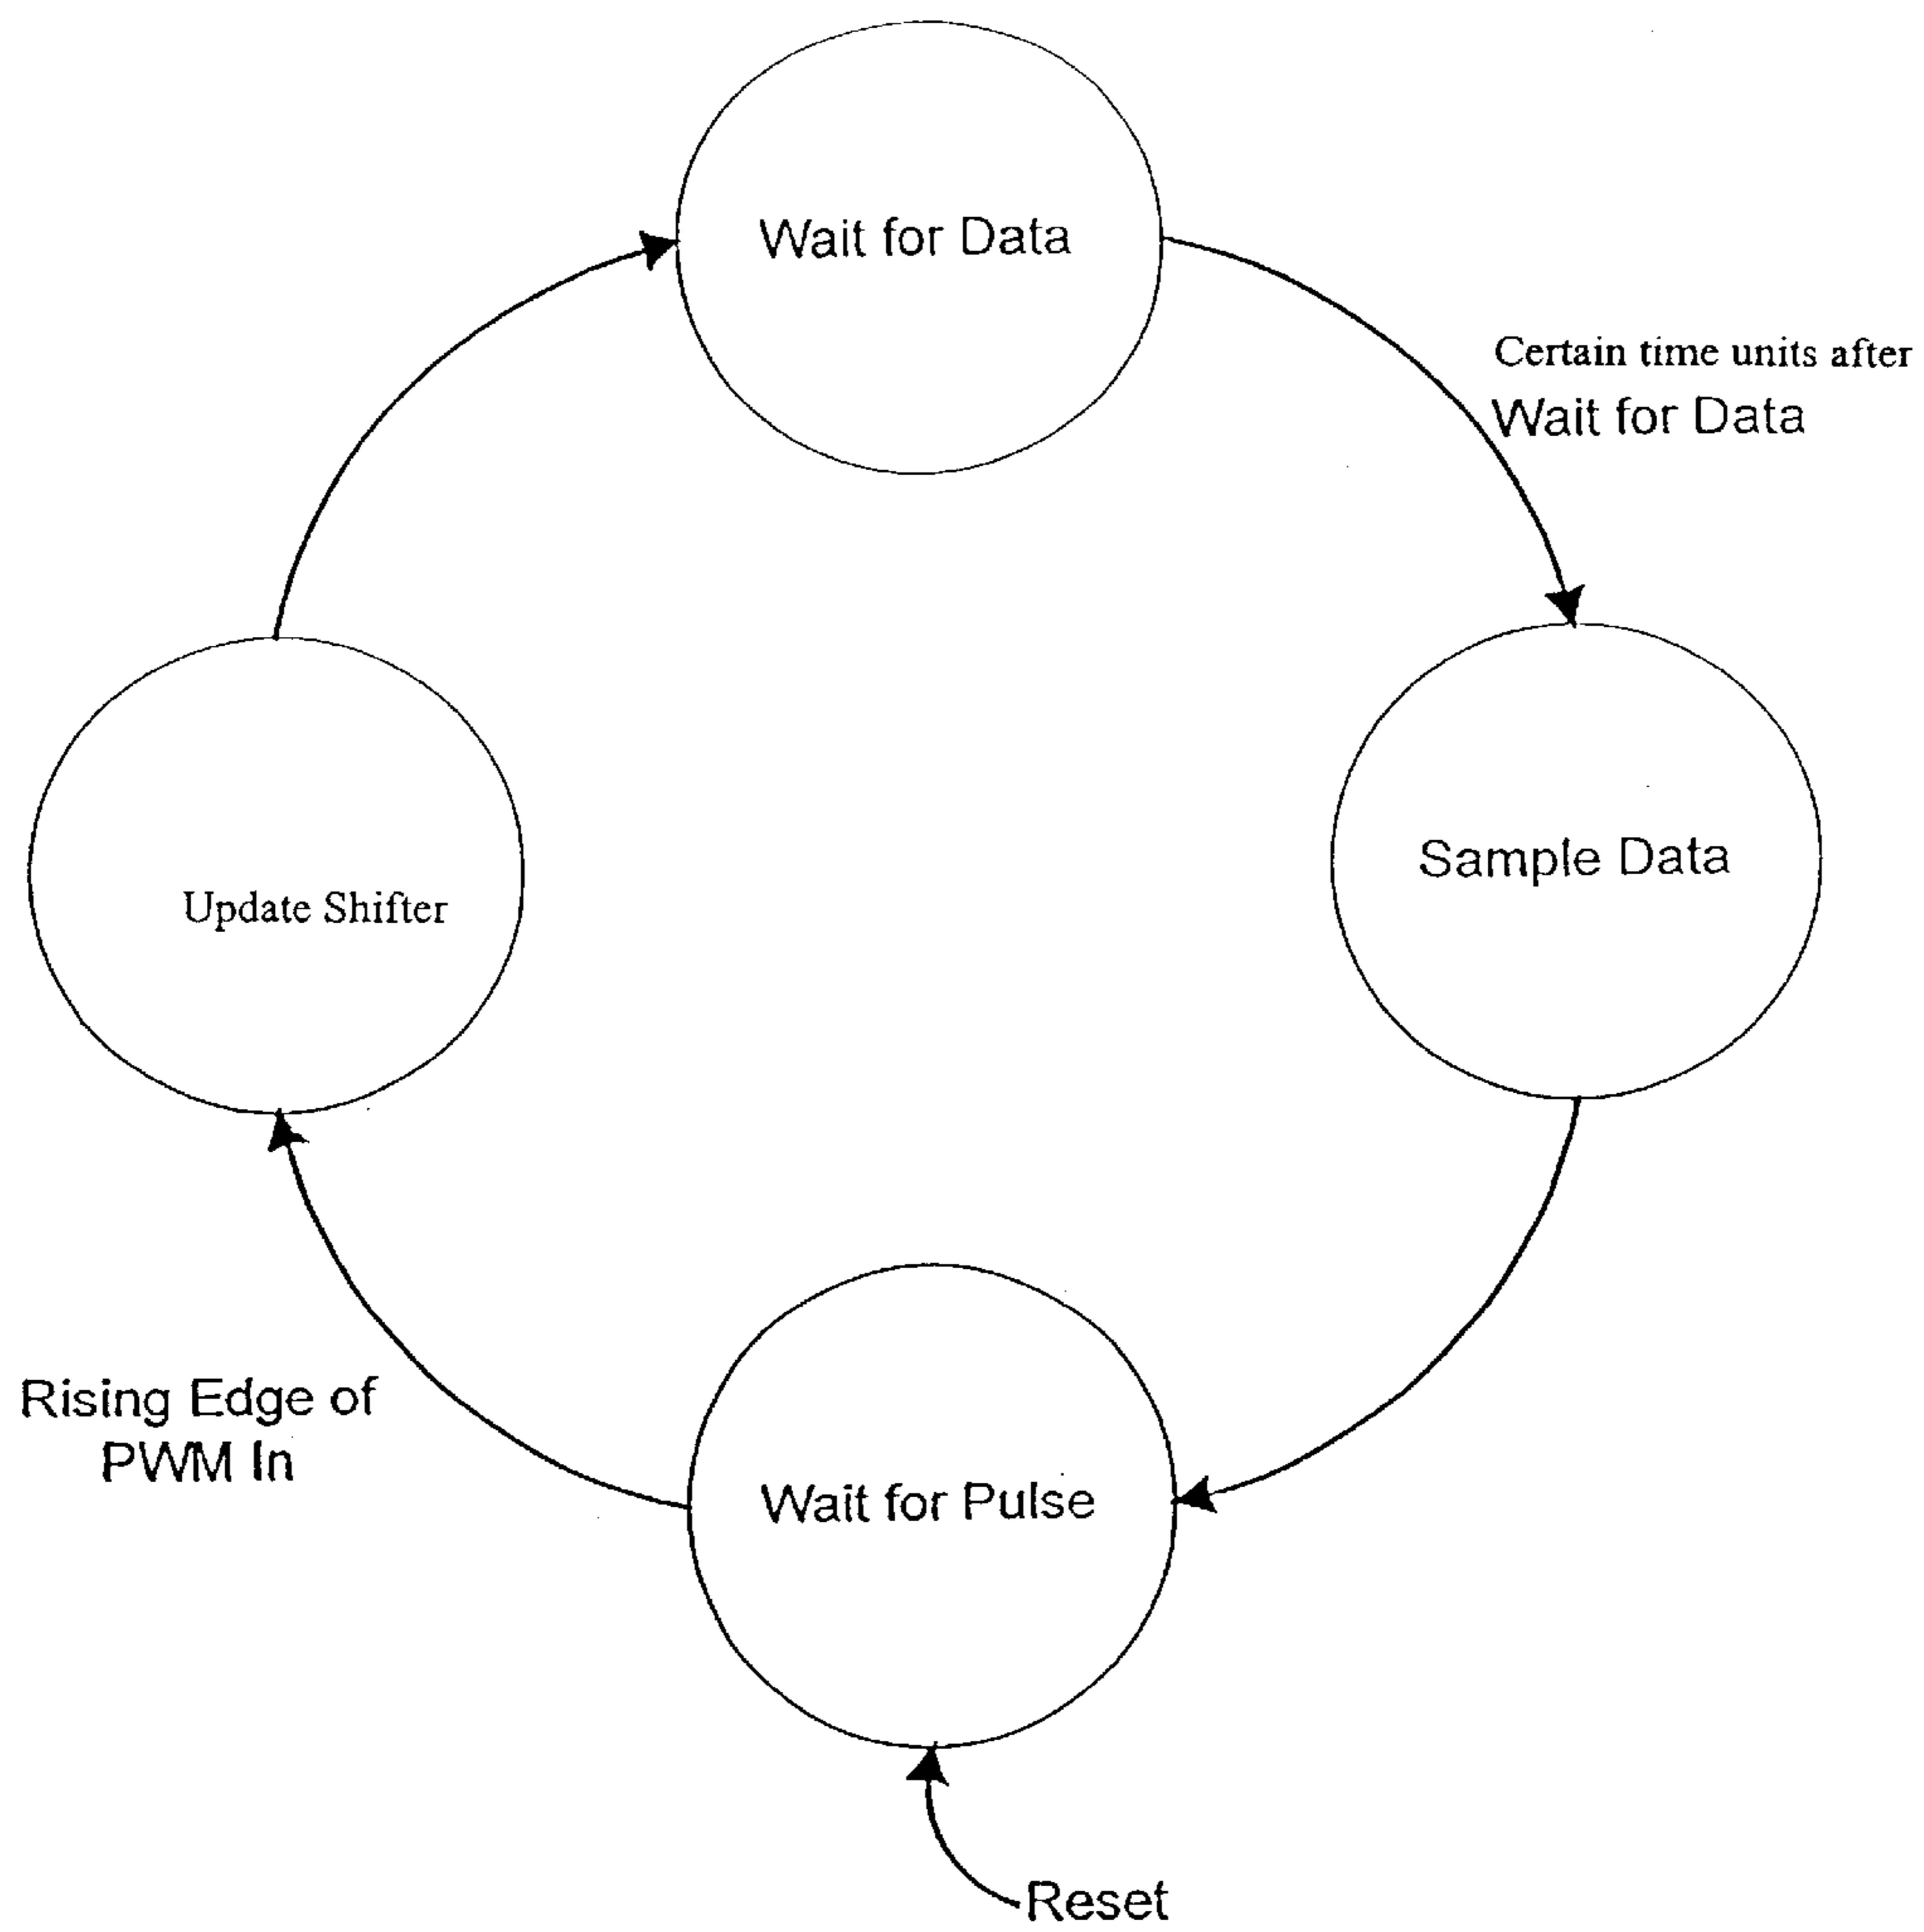 Wait for Data
Certain time units after
Wait for Data
Sample Data
Update Shifter
Rising Edge of
PWM In
Wait for Pulse
Reset